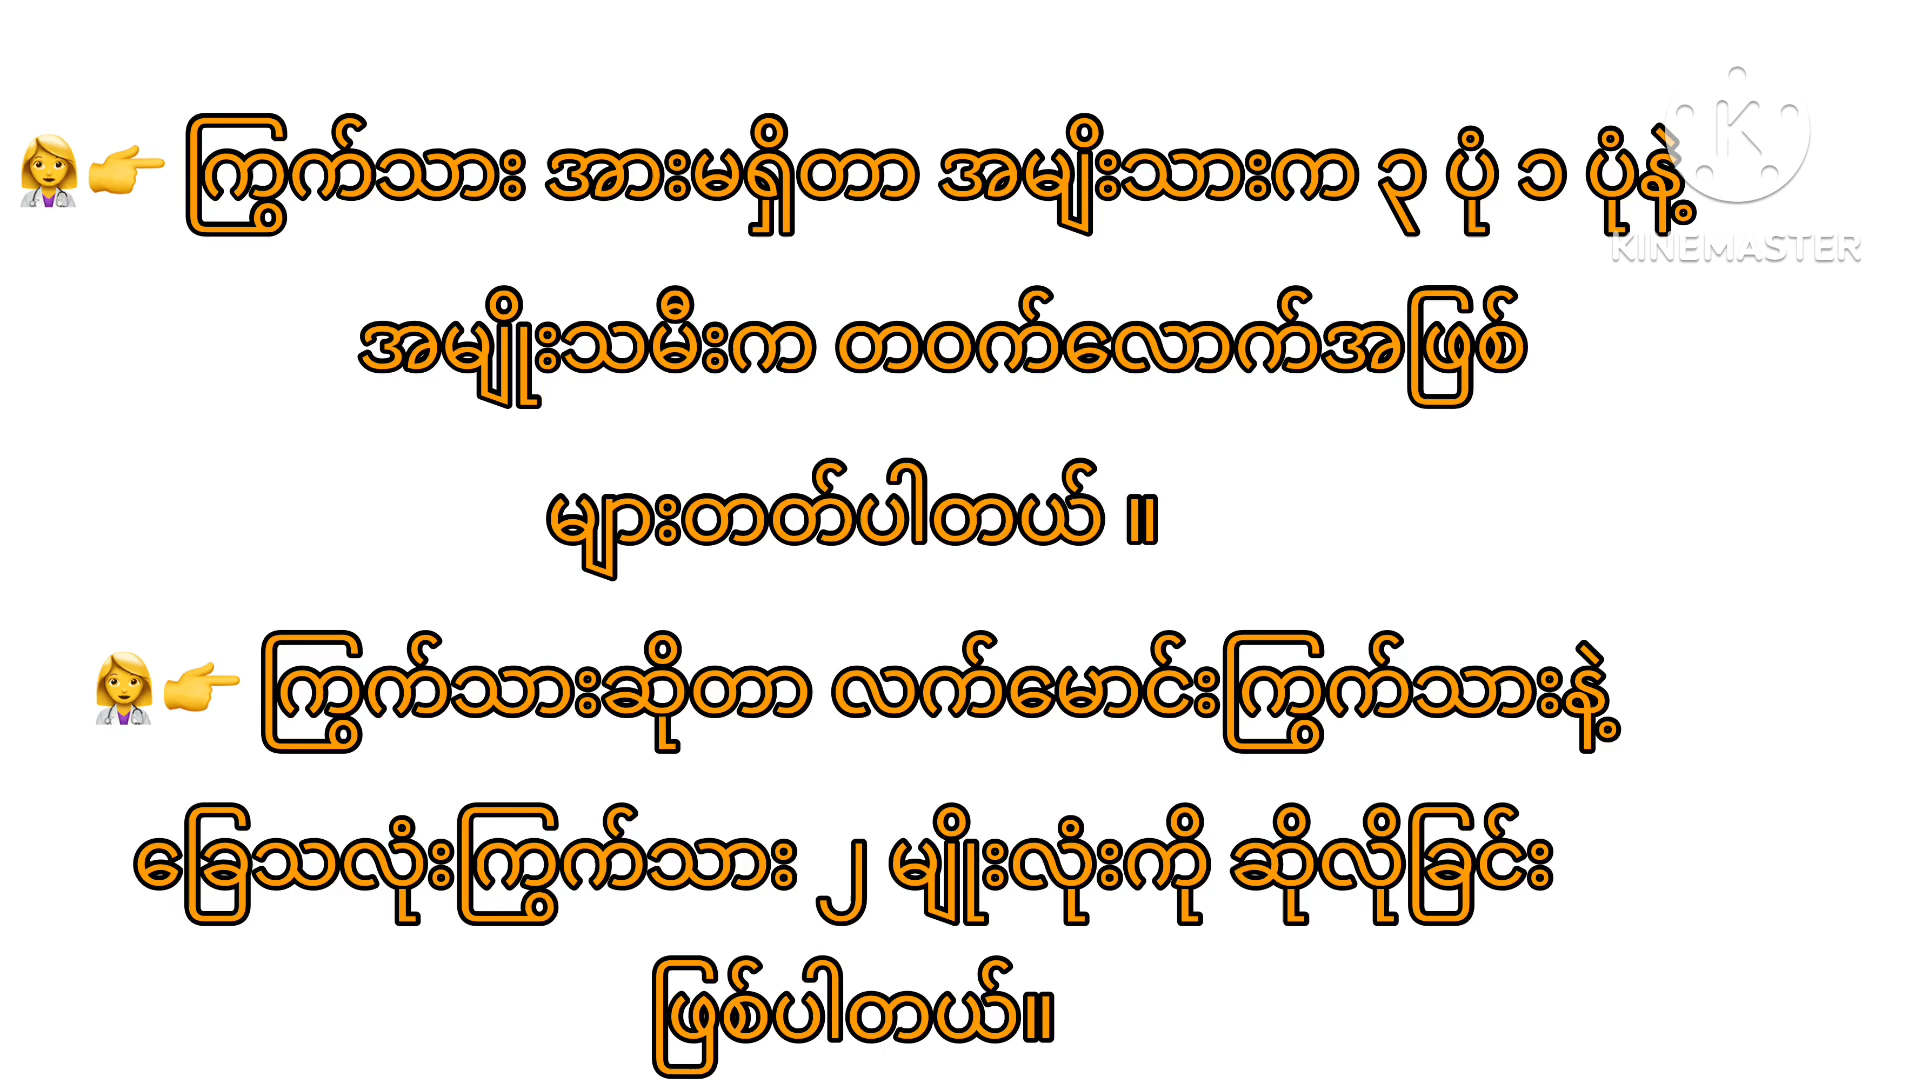 👩‍⚕️👉 ကြွက်သား အားမရှိတာ အမျိုးသားက ၃ ပုံ ၁ ပုံနဲ့
KINEMASTER
အမျိုးသမီးက တဝက်လောက်အဖြစ်
များတတ်ပါတယ် ။
👩‍⚕️👉 ကြွက်သားဆိုတာ လက်မောင်းကြွက်သားနဲ့
ခြေသလုံးကြွက်သား ၂ မျိုးလုံးကို ဆိုလိုခြင်း
ဖြစ်ပါတယ်။